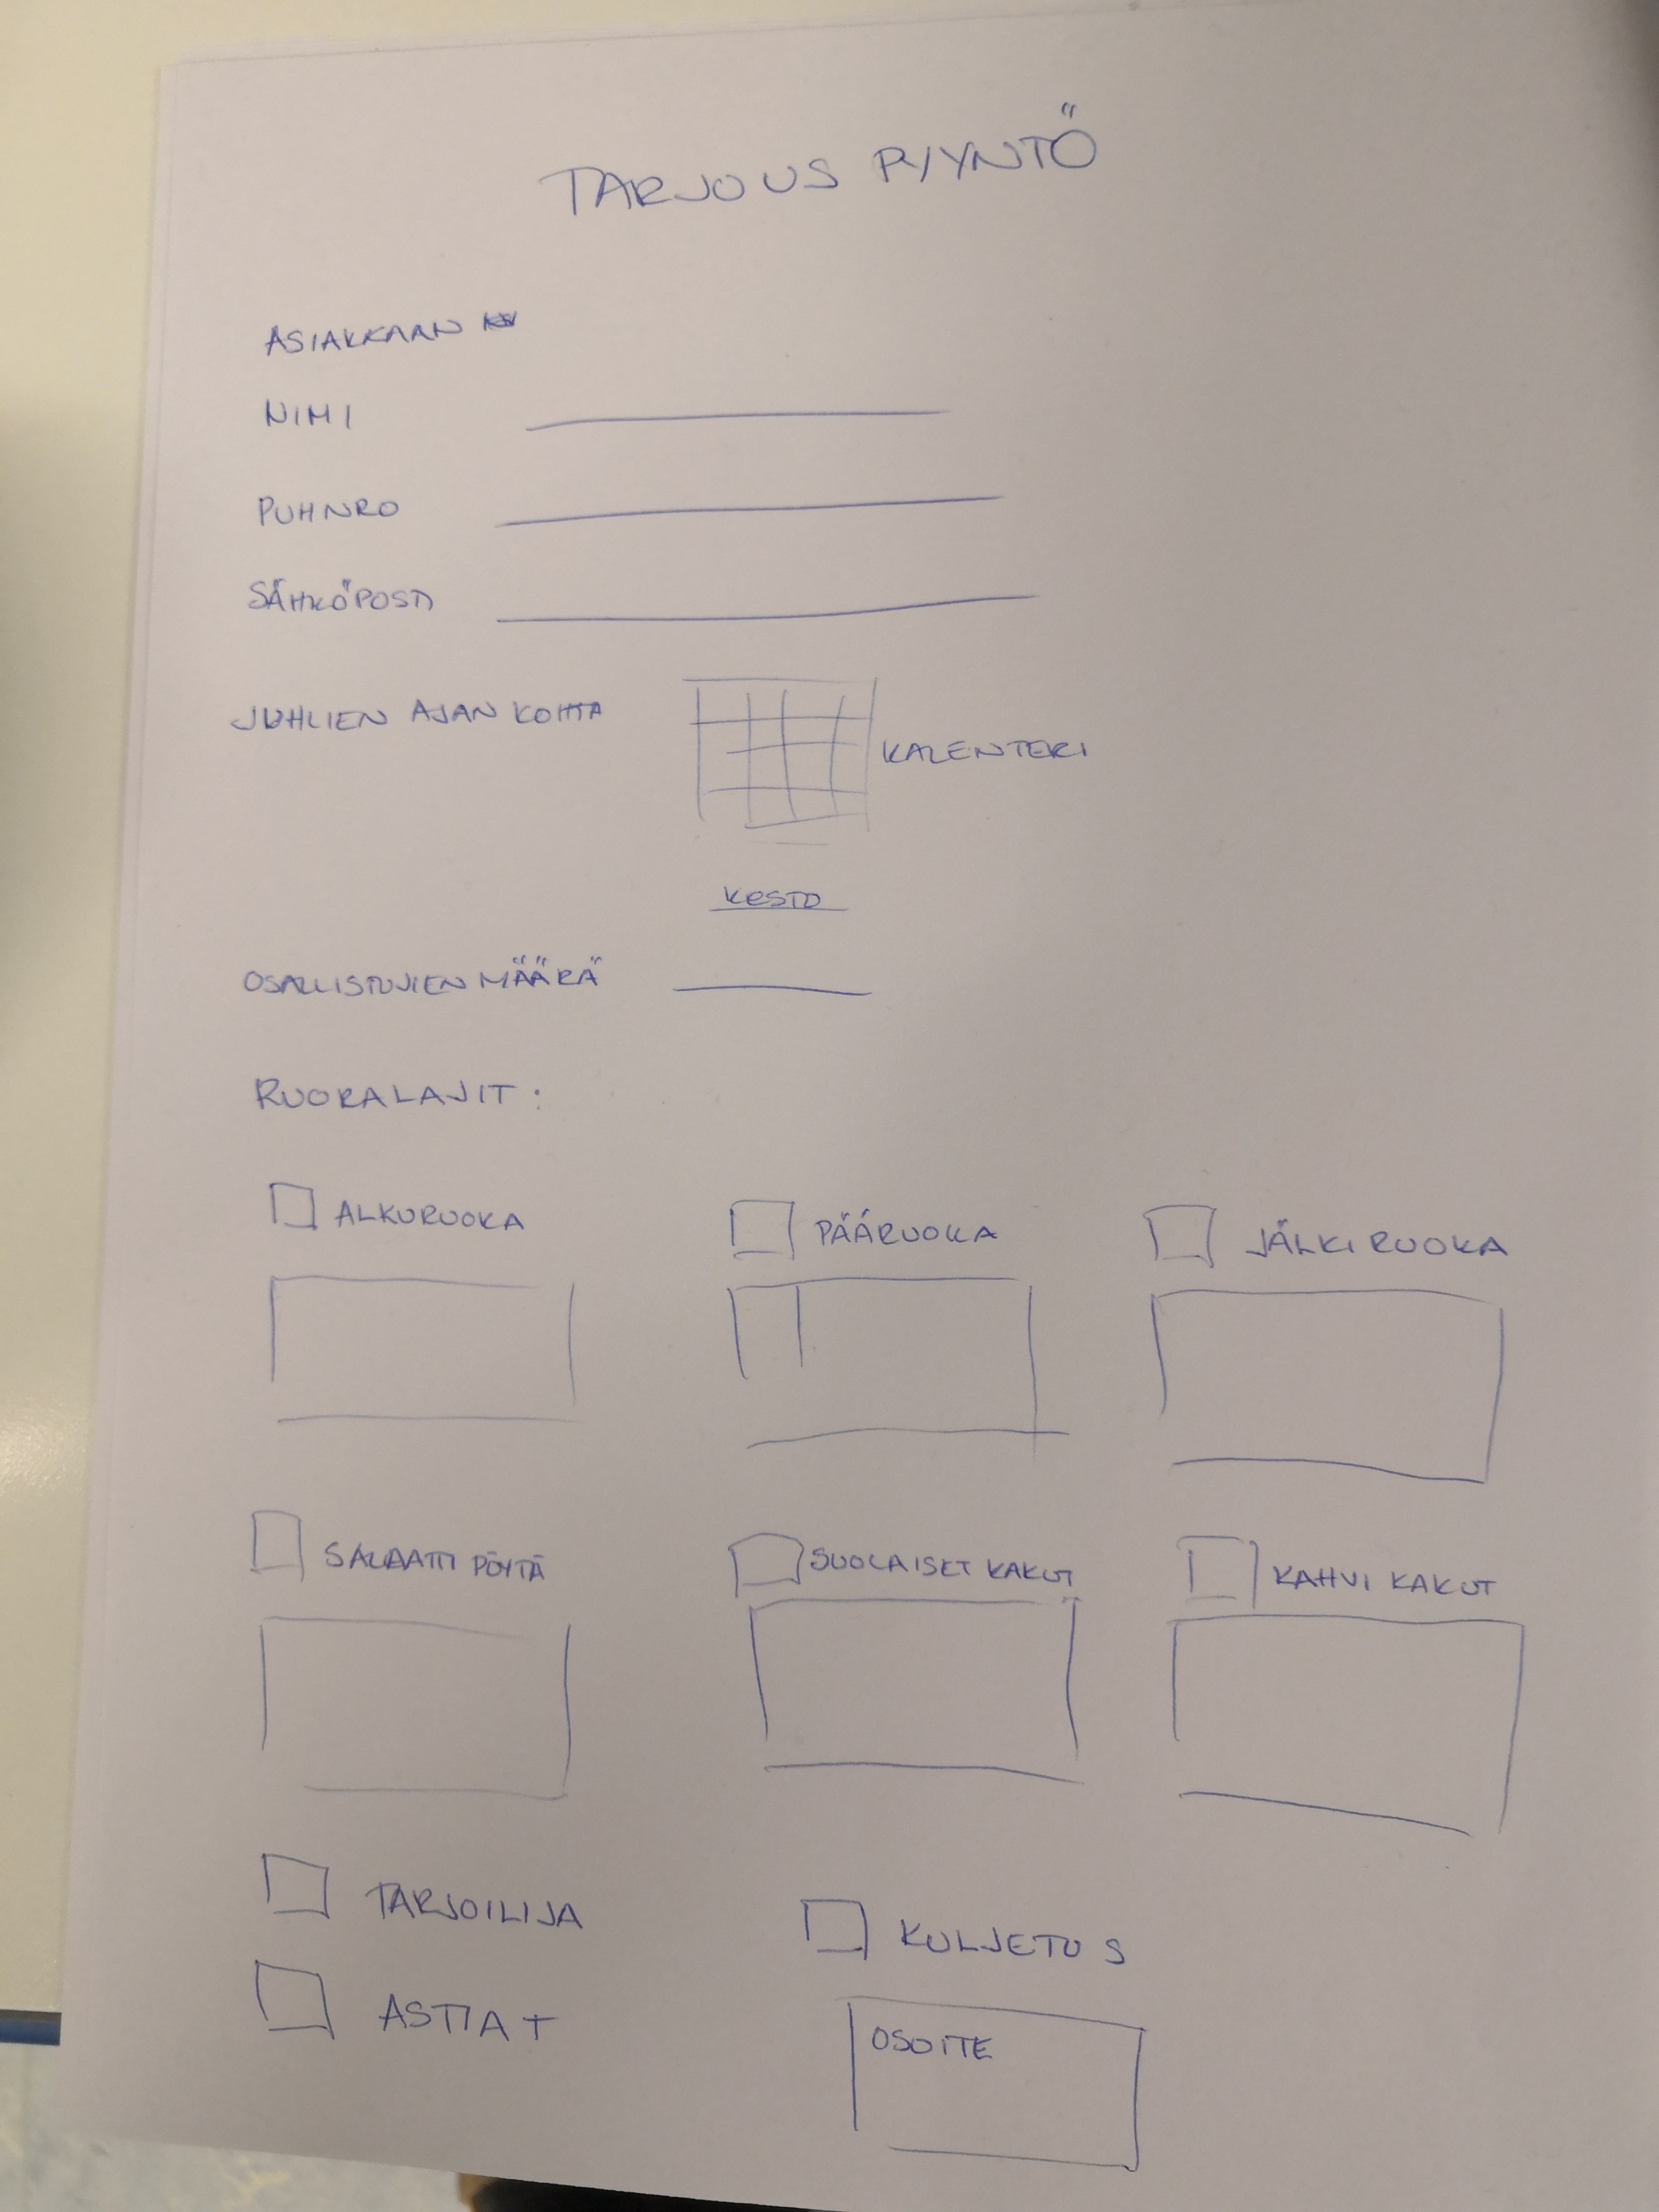 TARJOUS PYYNTÖ
ASIAKKAAN
NIMI
PUHNRO
SÄHKÖPOSTI
JUHLIEN AJAN KOHTA
KALENTERI
KESTO
OSALLISTUJIEN MÄÄRÄ
RUOKALAJIT:
ALKURUOKA PÄÄRUOKA JÄLKIRUOKA
SALAATTI PÖYTÄ SUOLAISET KAKUT KAHVI KAKUT
TARJOILIJA KULJETUS
ASTIAT
OSOITE